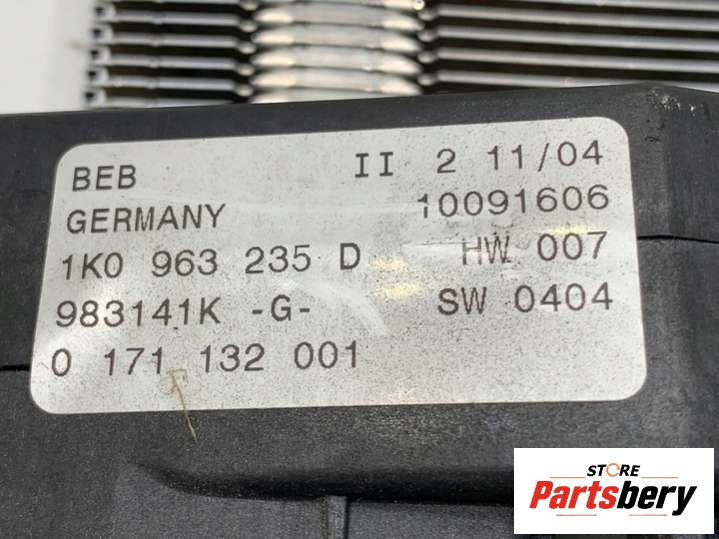 BEB II 2 11/04
GERMANY 10091606
1K0 963 235 D HW 007
983141K -G- SW 0404
0 171 132 001
STORE
Partsbery